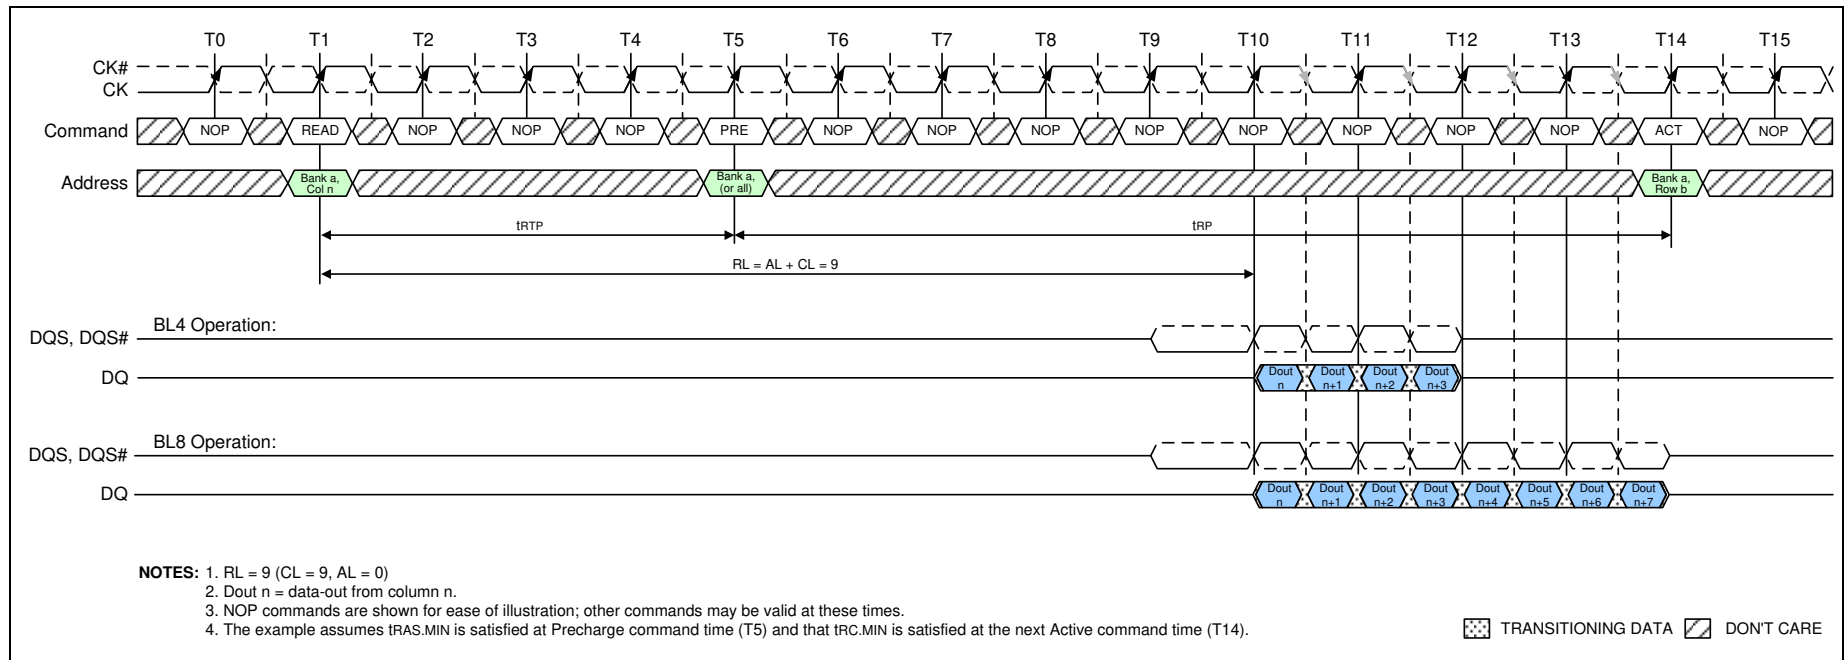 T0 T1 T2 T3 T4 T5 T6 T7 T8 T9 T10 T11 T12 T13 T14 T15
CK#
CK
Command NOP READ NOP NOP NOP PRE NOP NOP NOP NOP NOP NOP NOP NOP ACT NOP
Address Bank a, Col n Bank a, (or all) Bank a, Row b
tRTP tRP
RL = AL + CL = 9
BL4 Operation:
DQS, DQS#
DQ Dout n Dout n+1 Dout n+2 Dout n+3
BL8 Operation:
DQS, DQS#
DQ Dout n Dout n+1 Dout n+2 Dout n+3 Dout n+4 Dout n+5 Dout n+6 Dout n+7
NOTES: 1. RL = 9 (CL = 9, AL = 0)
2. Dout n = data-out from column n.
3. NOP commands are shown for ease of illustration; other commands may be valid at these times.
4. The example assumes tRAS.MIN is satisfied at Precharge command time (T5) and that tRC.MIN is satisfied at the next Active command time (T14).
TRANSITIONING DATA DON'T CARE